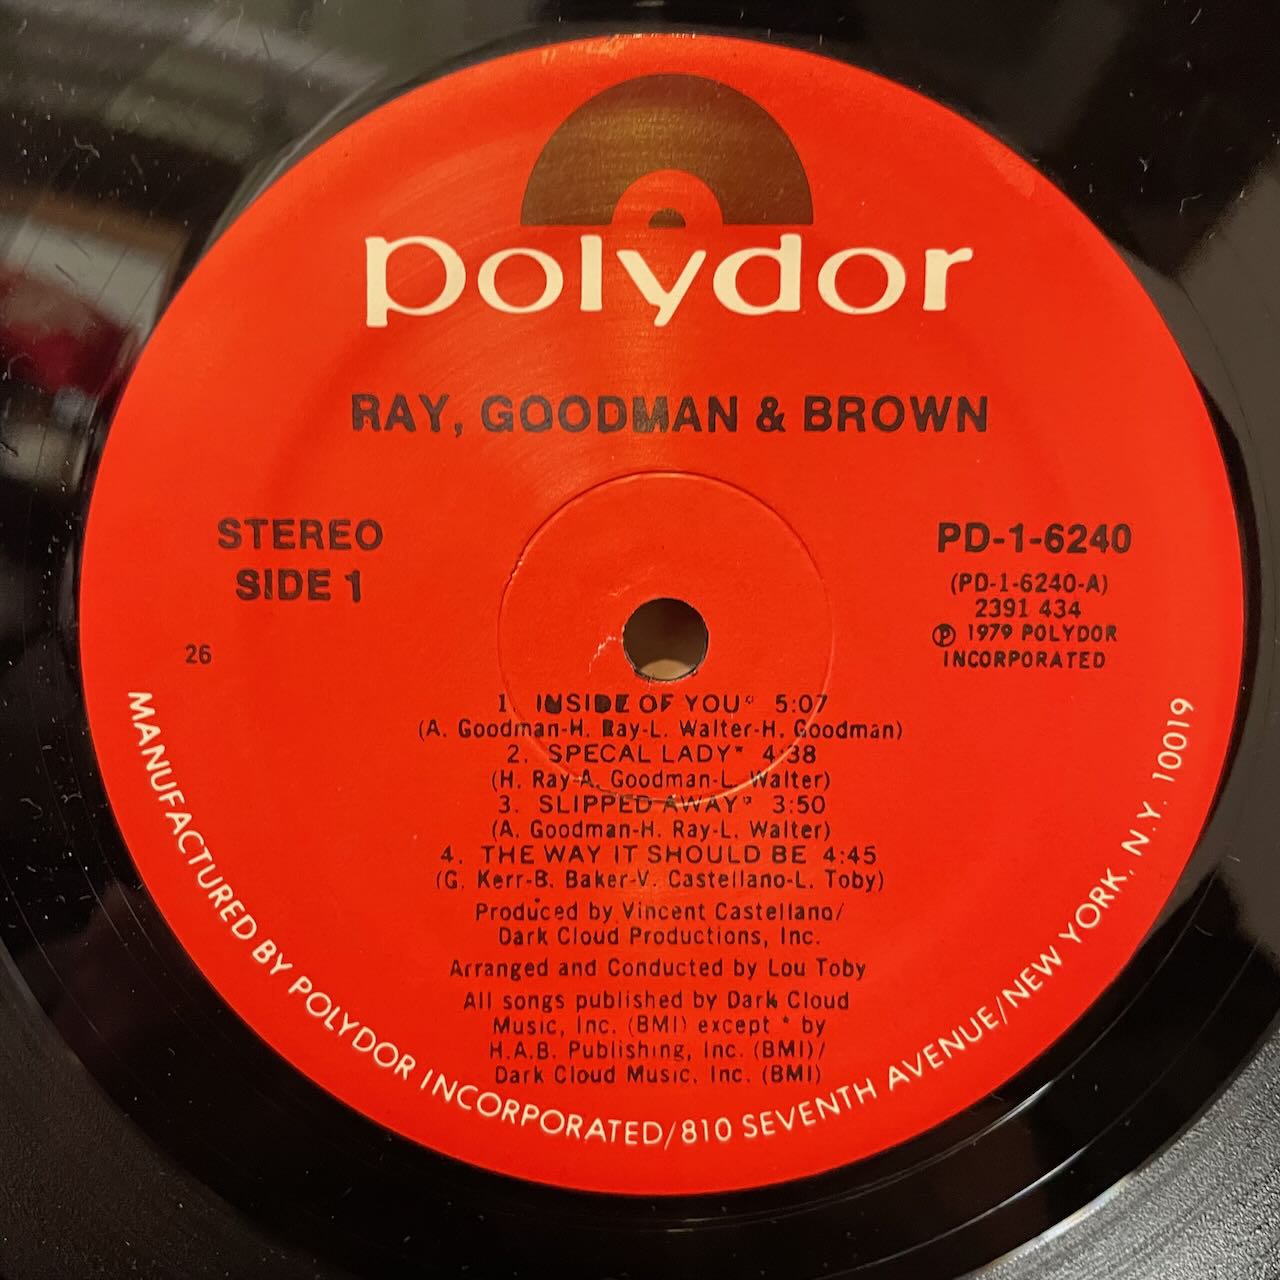 polydor
RAY, GOODMAN & BROWN
STEREO
SIDE 1
26
PD-1-6240
(PD-1-6240-A)
2391 434
℗ 1979 POLYDOR
INCORPORATED
1. INSIDE OF YOU* 5:07
(A. Goodman-H. Ray-L. Walter-H. Goodman)
2. SPECAL LADY* 4:38
(H. Ray-A. Goodman-L. Walter)
3. SLIPPED AWAY* 3:50
(A. Goodman-H. Ray-L. Walter)
4. THE WAY IT SHOULD BE 4:45
(G. Kerr-B. Baker-V. Castellano-L. Toby)
Produced by Vincent Castellano/
Dark Cloud Productions, Inc.
Arranged and Conducted by Lou Toby
All songs published by Dark Cloud
Music, Inc. (BMI) except * by
H.A.B. Publishing, Inc. (BMI)/
Dark Cloud Music, Inc. (BMI)
MANUFACTURED BY POLYDOR INCORPORATED/810 SEVENTH AVENUE/NEW YORK, N.Y. 10019